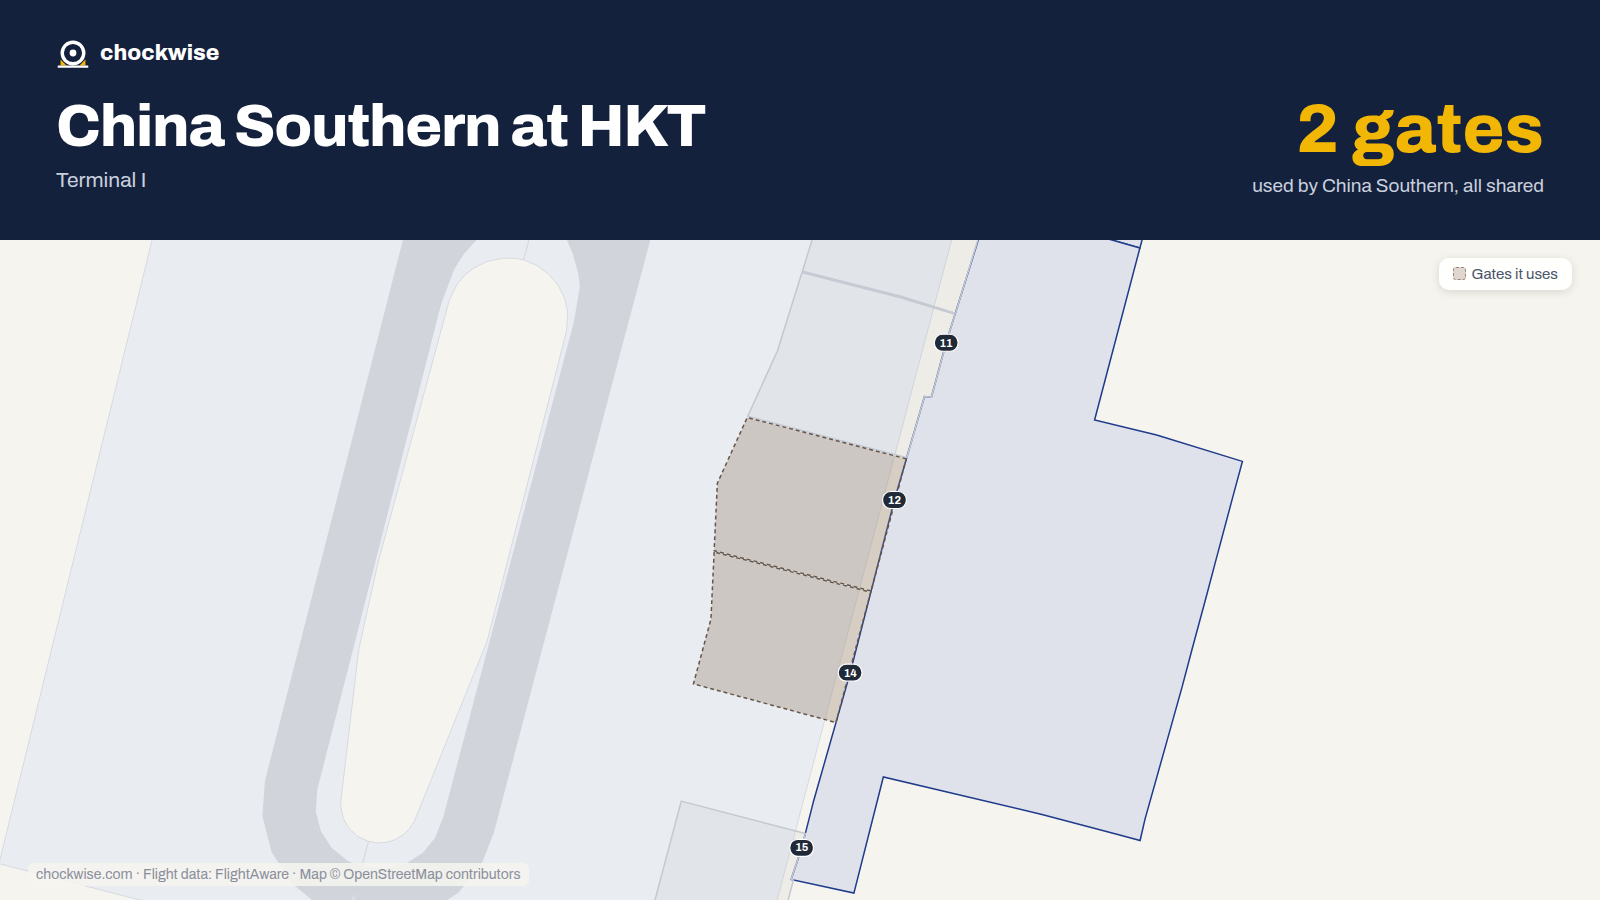 chockwise
China Southern at HKT
Terminal I
2 gates
used by China Southern, all shared
Gates it uses
11
12
14
15
chockwise.com · Flight data: FlightAware · Map © OpenStreetMap contributors